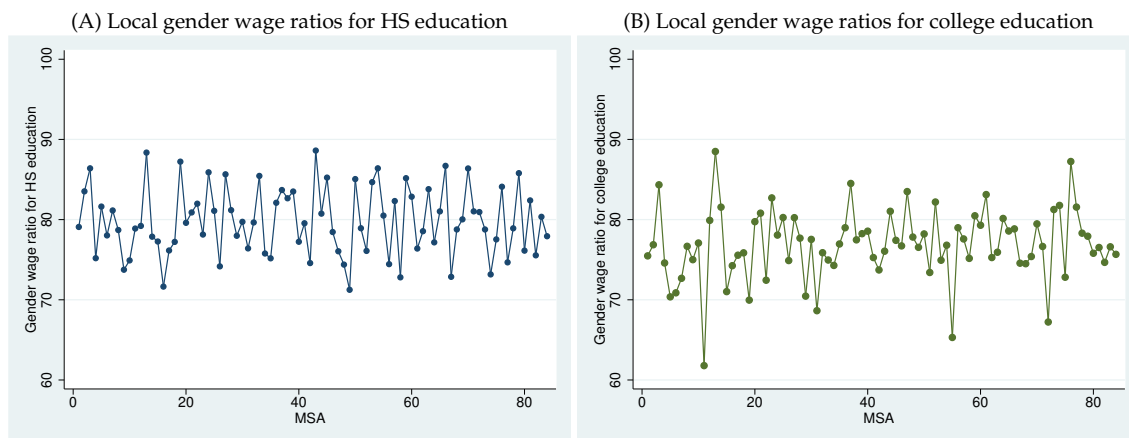 (A) Local gender wage ratios for HS education
Gender wage ratio for HS education
100
90
80
70
60
0 20 40 60 80
MSA
(B) Local gender wage ratios for college education
Gender wage ratio for college education
100
90
80
70
60
0 20 40 60 80
MSA